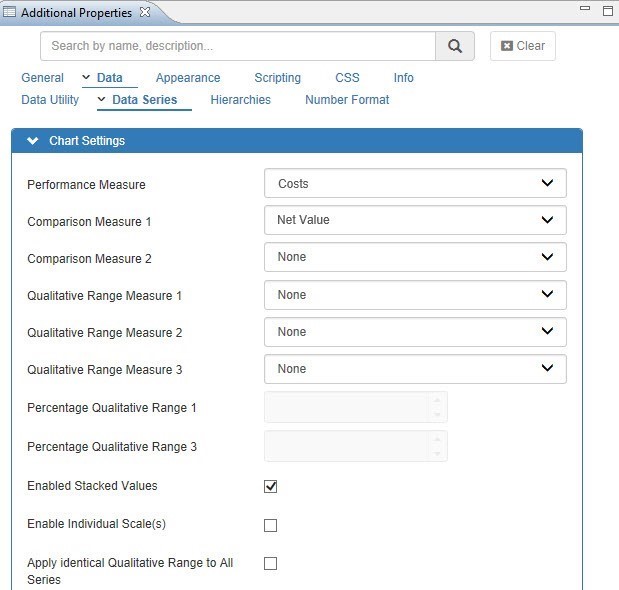 Additional Properties
Search by name, description...
Clear
General Data Appearance Scripting CSS Info
Data Utility Data Series Hierarchies Number Format
Chart Settings
Performance Measure Costs
Comparison Measure 1 Net Value
Comparison Measure 2 None
Qualitative Range Measure 1 None
Qualitative Range Measure 2 None
Qualitative Range Measure 3 None
Percentage Qualitative Range 1
Percentage Qualitative Range 3
Enabled Stacked Values
Enable Individual Scale(s)
Apply identical Qualitative Range to All
Series